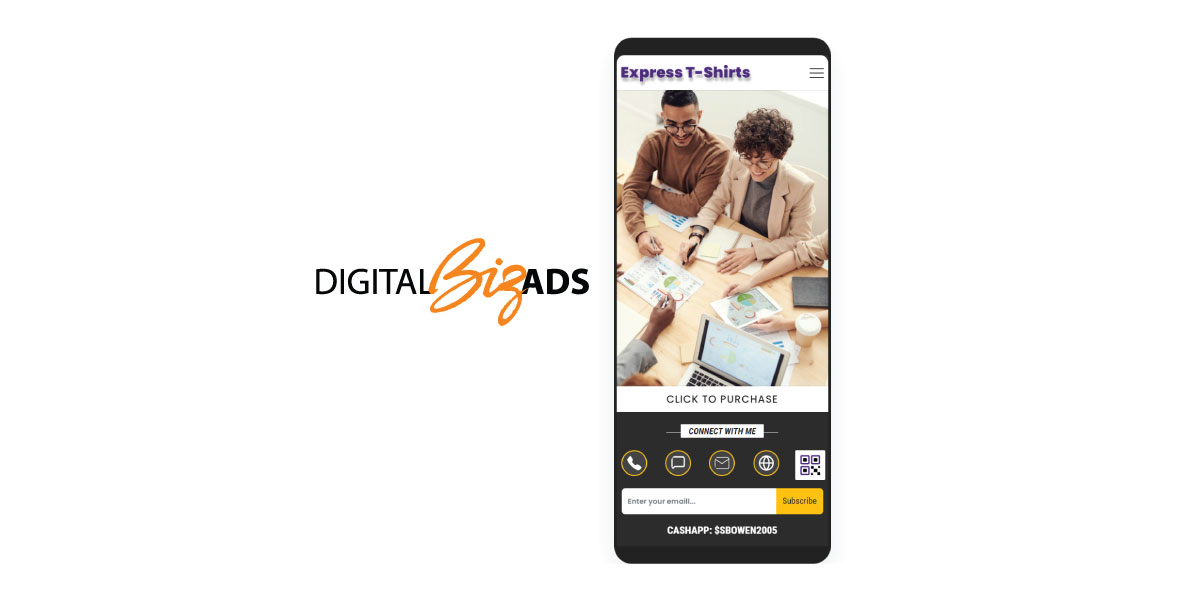 DIGITAL Biz ADS
Express T-Shirts
CLICK TO PURCHASE
CONNECT WITH ME
Enter your emaill...
Subscribe
CASHAPP: $SBOWEN2005